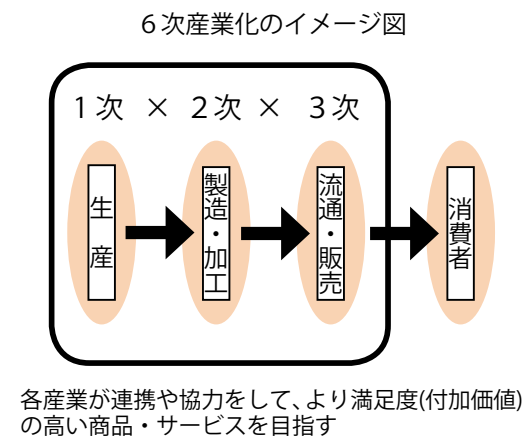 ６次産業化のイメージ図
１次 × ２次 × ３次
生産
製造・加工
流通・販売
消費者
各産業が連携や協力をして、より満足度(付加価値)
の高い商品・サービスを目指す